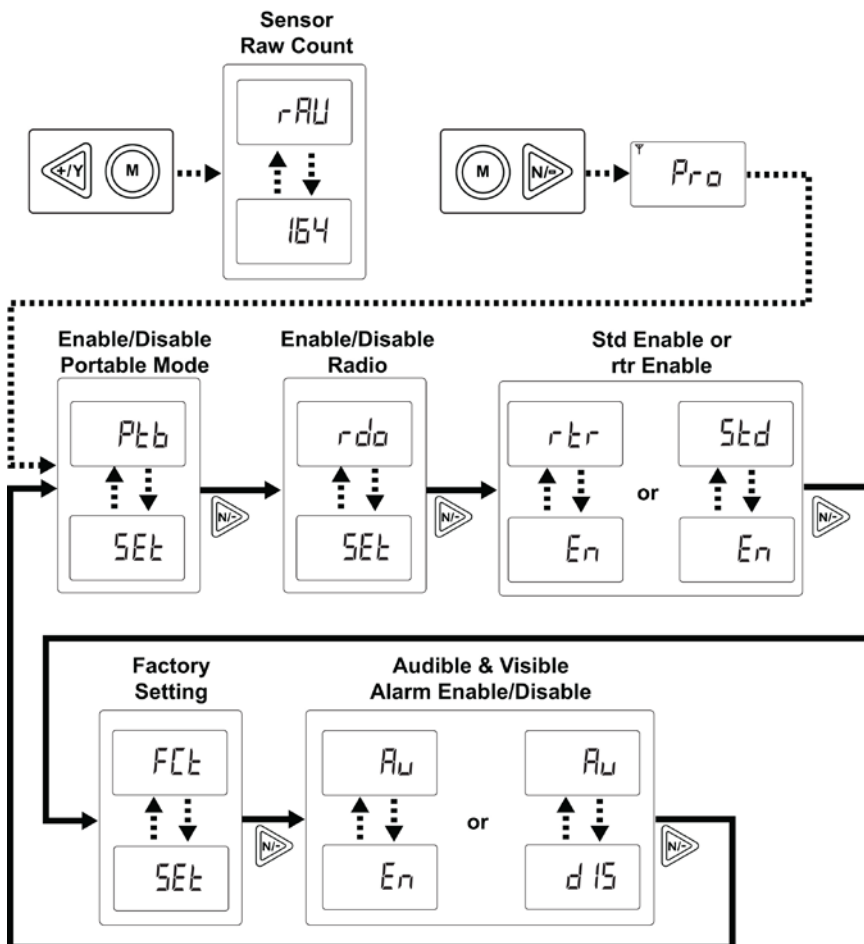 Sensor
Raw Count
rAU
+/Y M
M N/-
Pro
164
Enable/Disable
Portable Mode
Enable/Disable
Radio
Std Enable or
rtr Enable
Ptb
rdo
rtr
Std
or
N/-
N/-
N/-
SEt
SEt
En
En
Factory
Setting
Audible & Visible
Alarm Enable/Disable
FCt
Au
Au
or
N/-
N/-
SEt
En
dIS